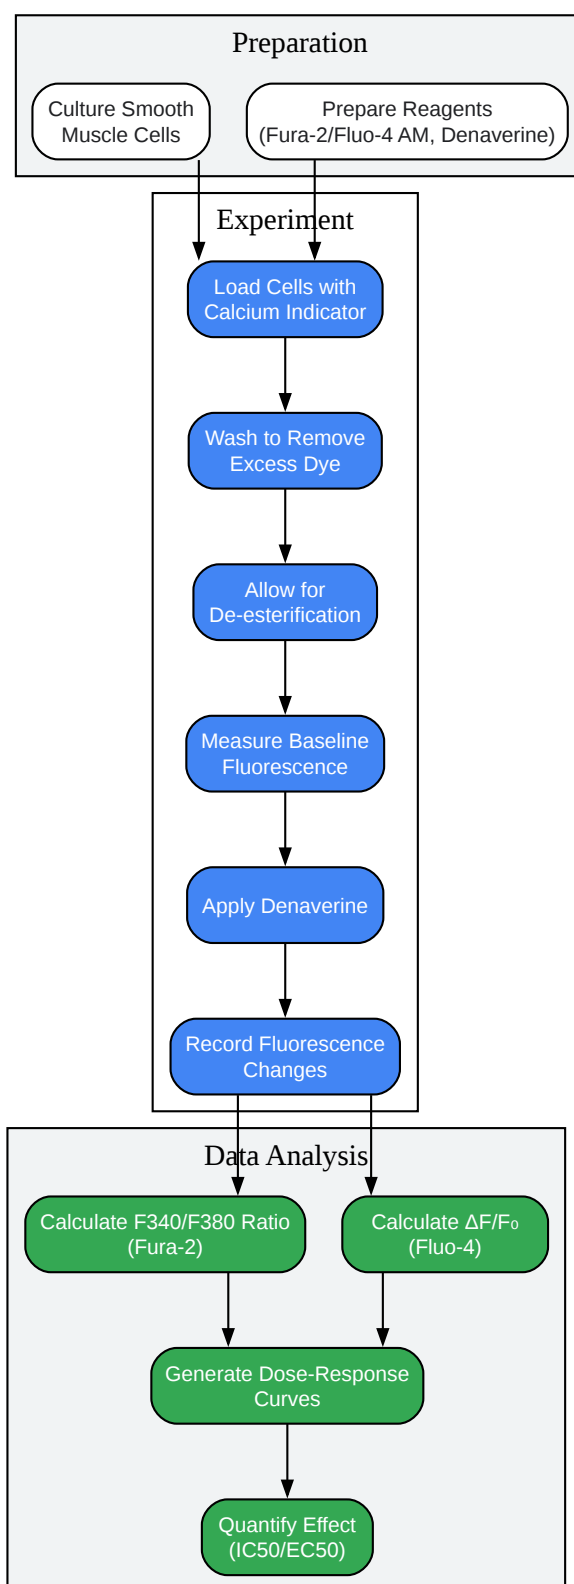 Preparation
Culture Smooth
Muscle Cells
Prepare Reagents
(Fura-2/Fluo-4 AM, Denaverine)
Experiment
Load Cells with
Calcium Indicator
Wash to Remove
Excess Dye
Allow for
De-esterification
Measure Baseline
Fluorescence
Apply Denaverine
Record Fluorescence
Changes
Data Analysis
Calculate F340/F380 Ratio
(Fura-2)
Calculate ΔF/F₀
(Fluo-4)
Generate Dose-Response
Curves
Quantify Effect
(IC50/EC50)